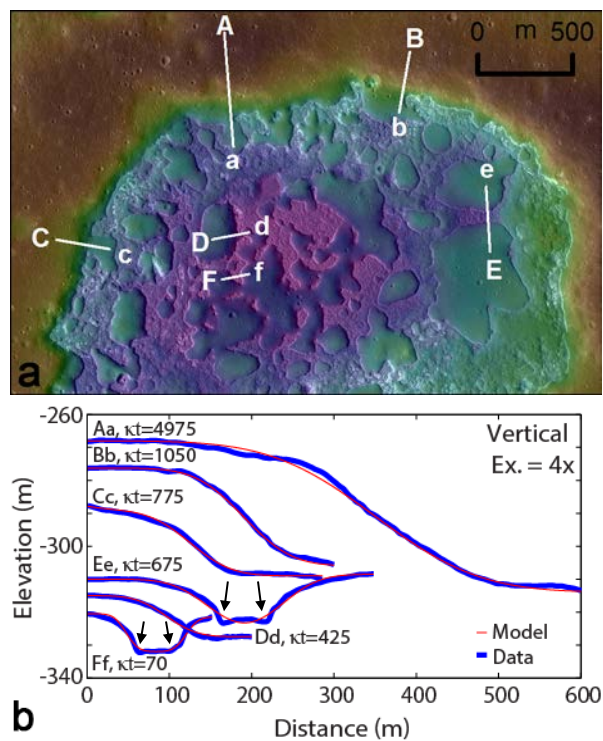 A
B
0 m 500
b
a
e
C
c
D
d
F
f
E
a
-260
Aa, κt=4975
Vertical
Bb, κt=1050
Ex. = 4x
Cc, κt=775
Elevation (m)
-300
Ee, κt=675
Dd, κt=425
Model
Ff, κt=70
Data
-340
0 100 200 300 400 500 600
b
Distance (m)